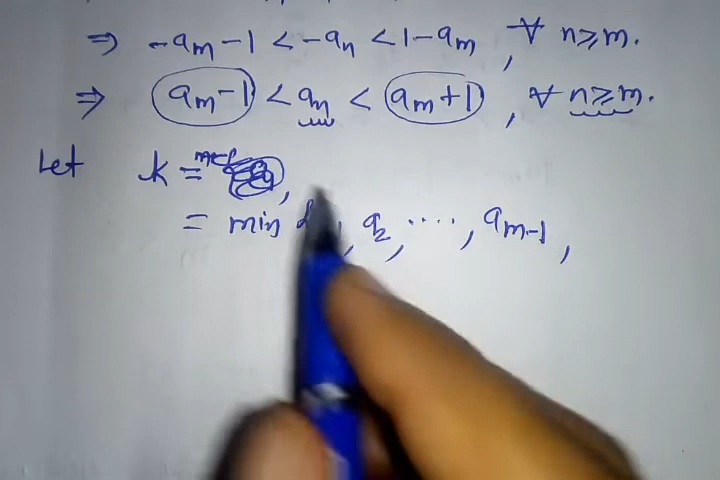 ⇒ -a_m - 1 < -a_n < 1 - a_m, ∀ n ≥ m.
⇒ a_m - 1 < a_n < a_m + 1, ∀ n ≥ m.
Let k =
= min { , a_2, ...., a_{m-1},